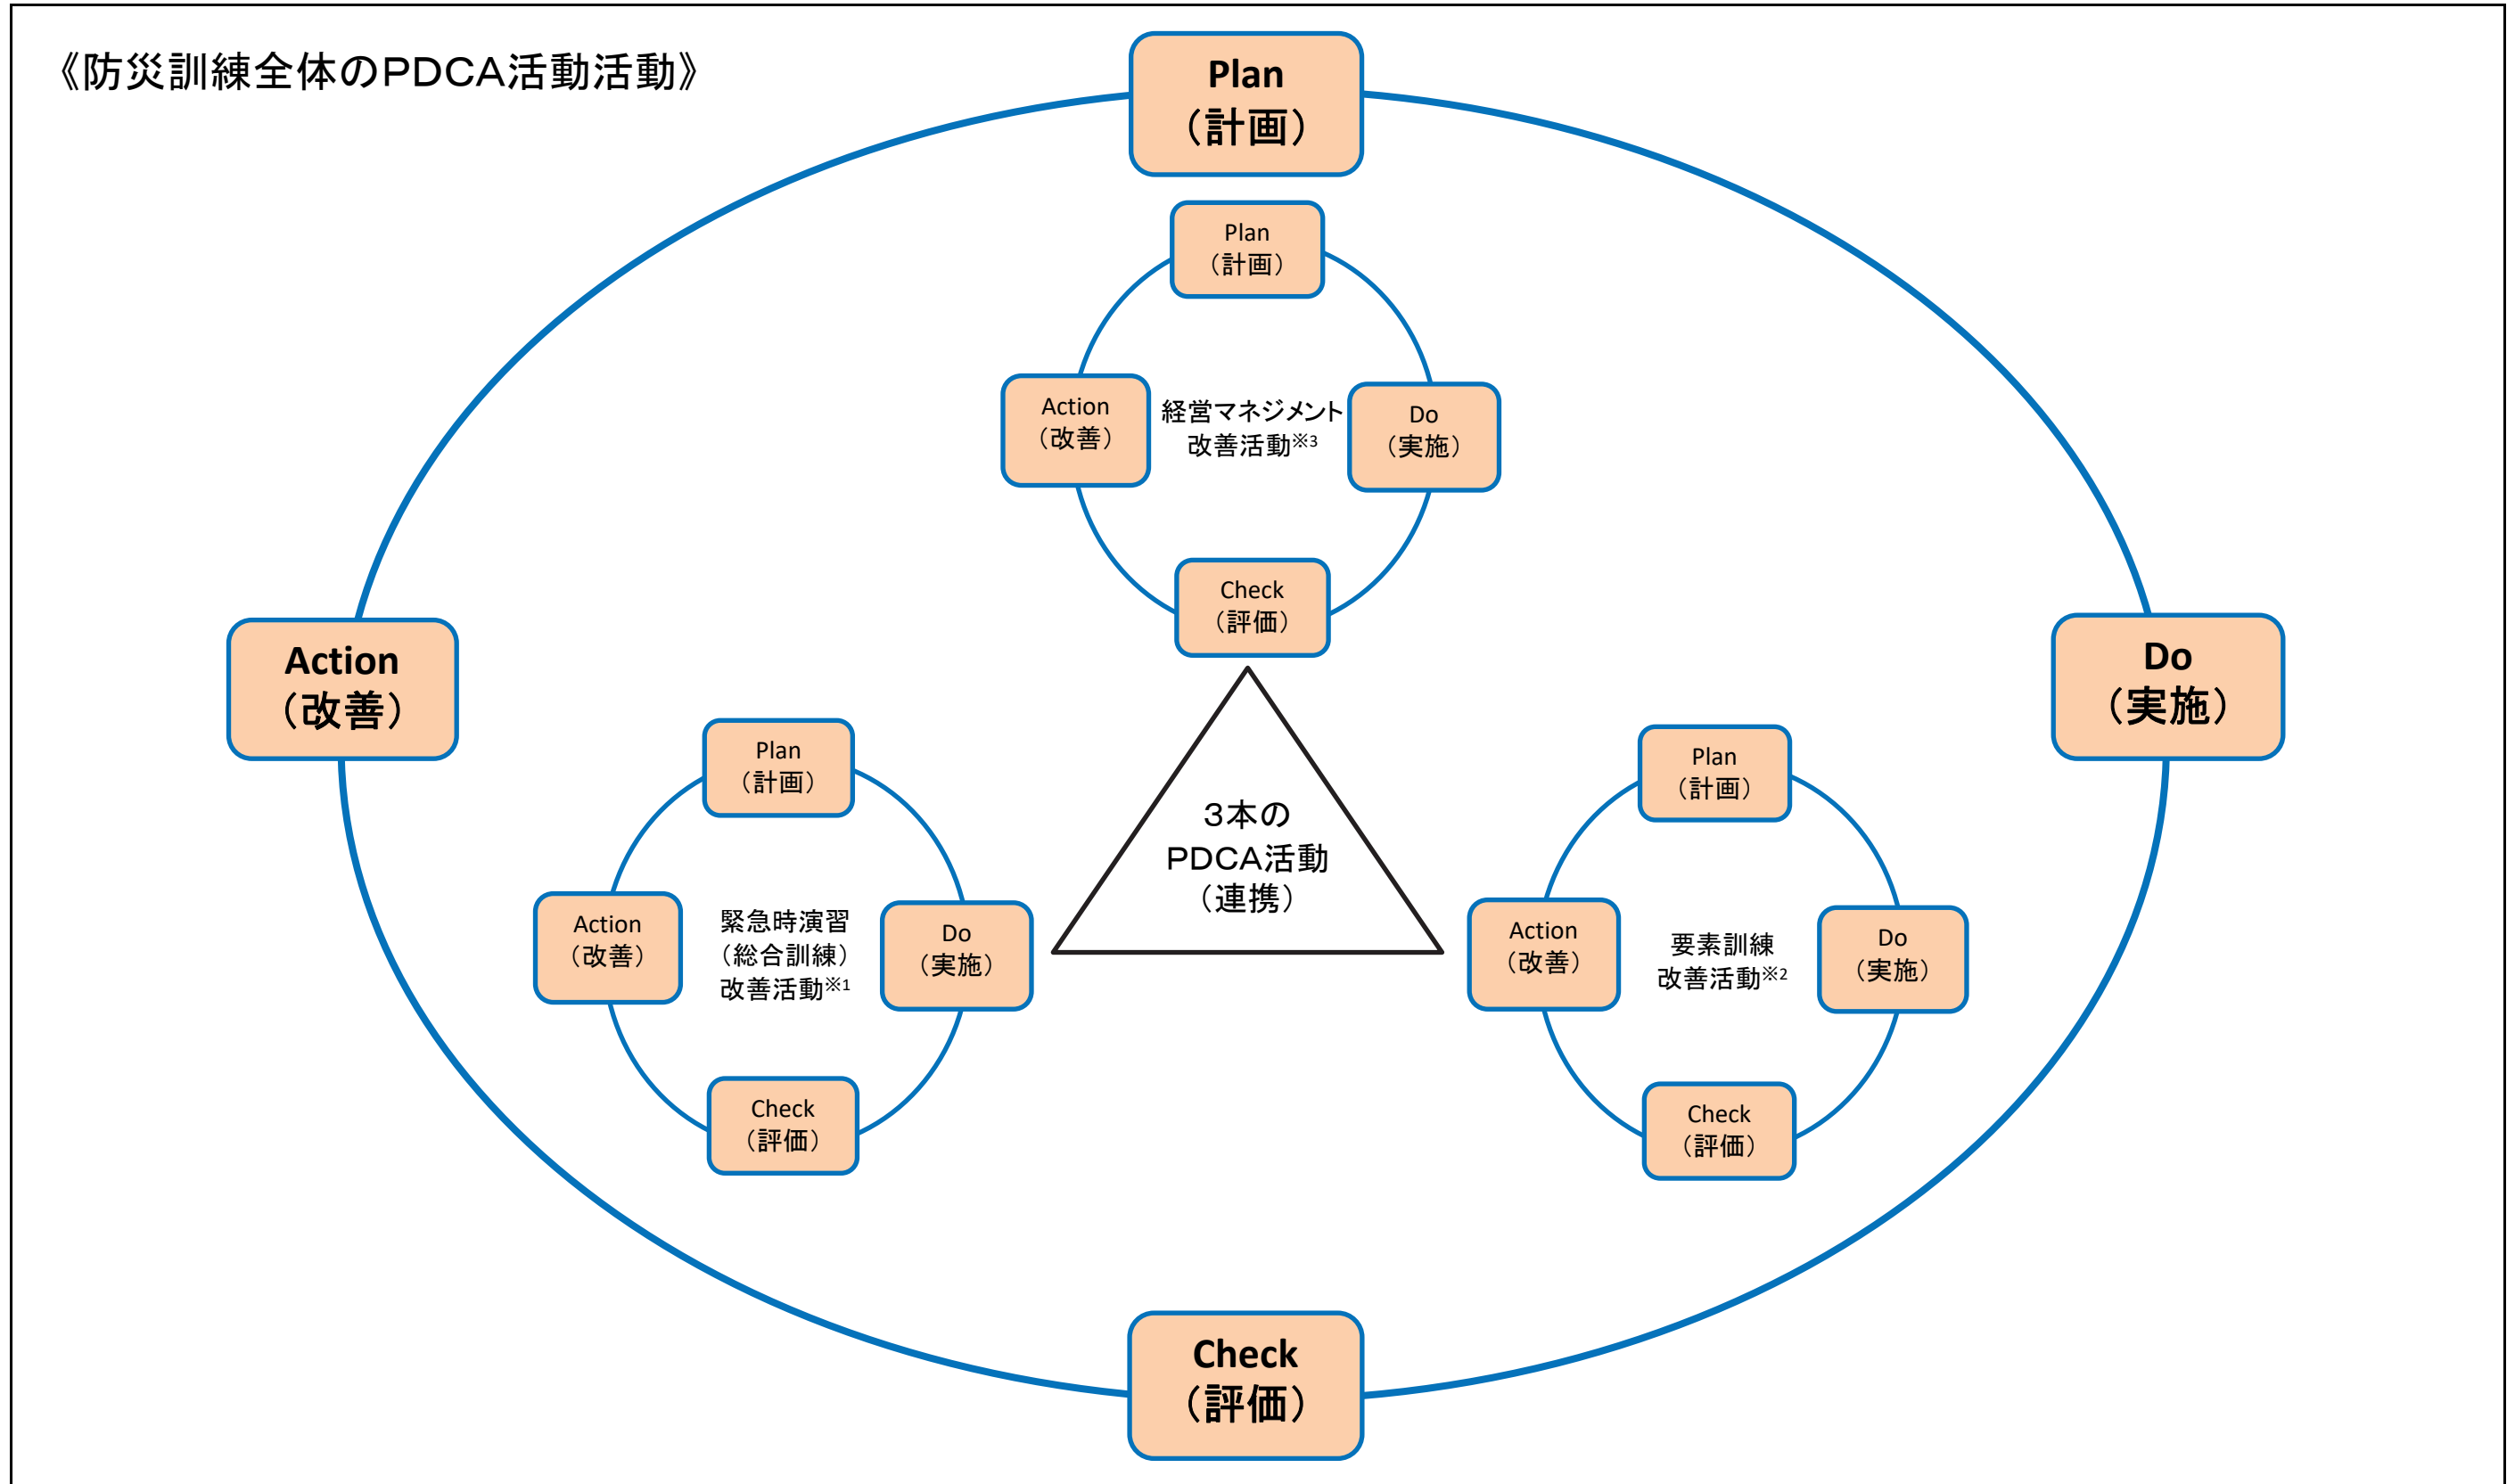 《防災訓練全体のＰＤＣＡ活動活動》
Plan
（計画）
Plan
（計画）
Action
（改善）
経営マネジメント
改善活動※3
Do
（実施）
Check
（評価）
Action
（改善）
Do
（実施）
３本の
ＰＤＣＡ活動
（連携）
Plan
（計画）
Action
（改善）
緊急時演習
（総合訓練）
改善活動※1
Do
（実施）
Check
（評価）
Plan
（計画）
Action
（改善）
要素訓練
改善活動※2
Do
（実施）
Check
（評価）
Check
（評価）